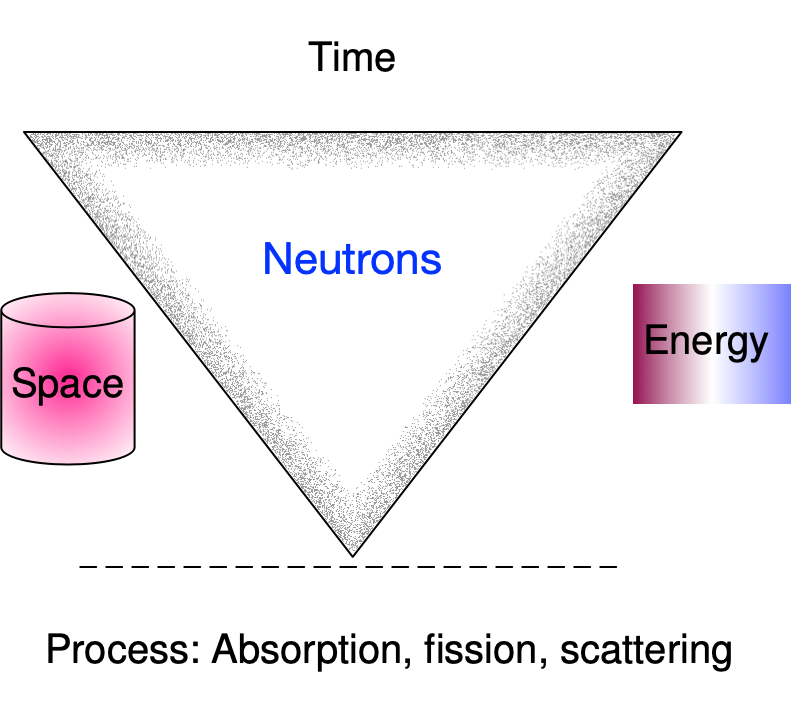 Time
Neutrons
Energy
Space
Process: Absorption, fission, scattering